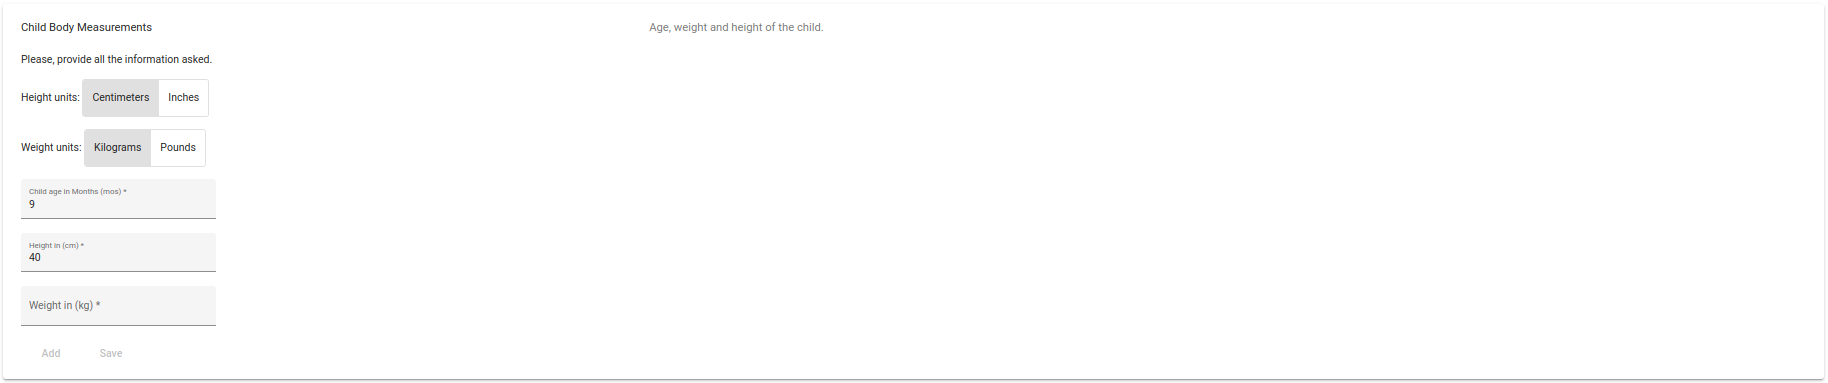 Child Body Measurements
Age, weight and height of the child.
Please, provide all the information asked.
Height units: Centimeters Inches
Weight units: Kilograms Pounds
Child age in Months (mos) *
9
Height in (cm) *
40
Weight in (kg) *
Add Save